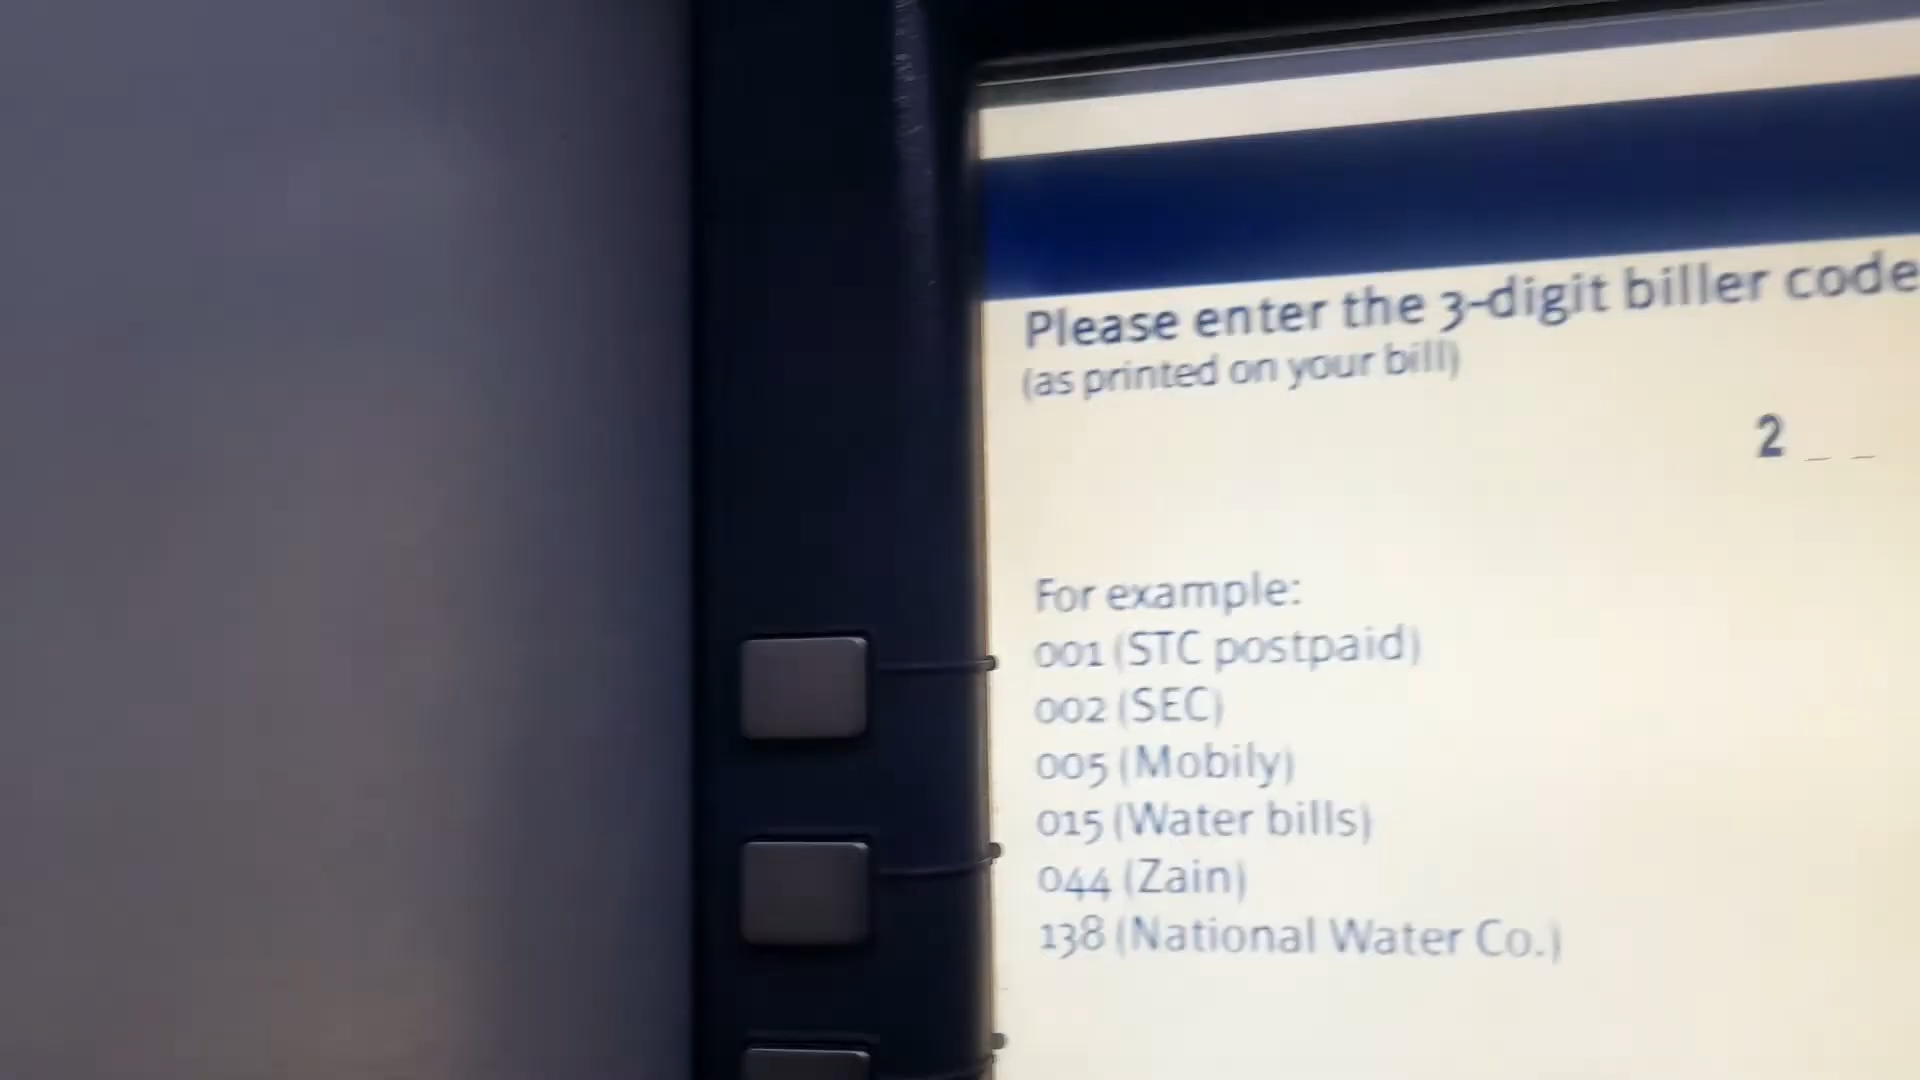 Please enter the 3-digit biller code
(as printed on your bill)
2 _ _
For example:
001 (STC postpaid)
002 (SEC)
005 (Mobily)
015 (Water bills)
044 (Zain)
138 (National Water Co.)